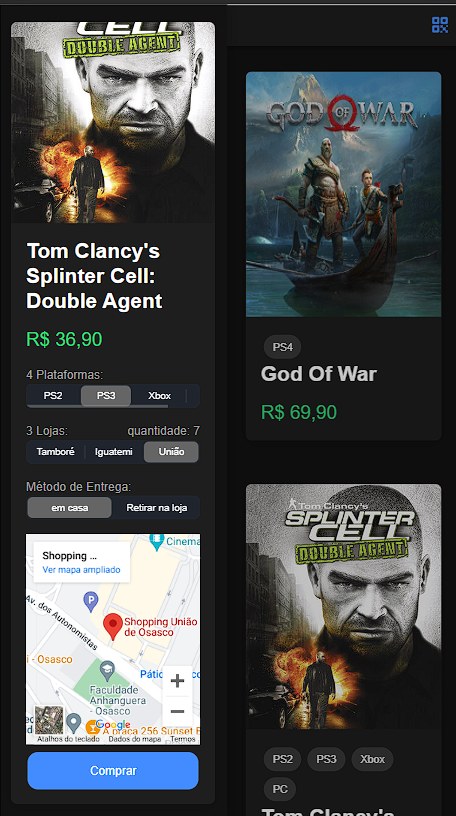 CELL
DOUBLE AGENT
Tom Clancy's
Splinter Cell:
Double Agent
R$ 36,90
4 Plataformas:
PS2 PS3 Xbox
3 Lojas: quantidade: 7
Tamboré Iguatemi União
Método de Entrega:
em casa Retirar na loja
Cinema
Shopping ...
Ver mapa ampliado
Av. dos Autonomistas
Shopping União
de Osasco
i - Osasco
Pátio
Faculdade
Anhanguera
- Osasco
A praça 256 Sunset B
Google
Atalhos do teclado Dados do mapa Termos
Comprar
GOD OF WAR
PS4
God Of War
R$ 69,90
Tom Clancy's
SPLINTER
CELL
DOUBLE AGENT
PS2 PS3 Xbox
PC
Tom Clancy's